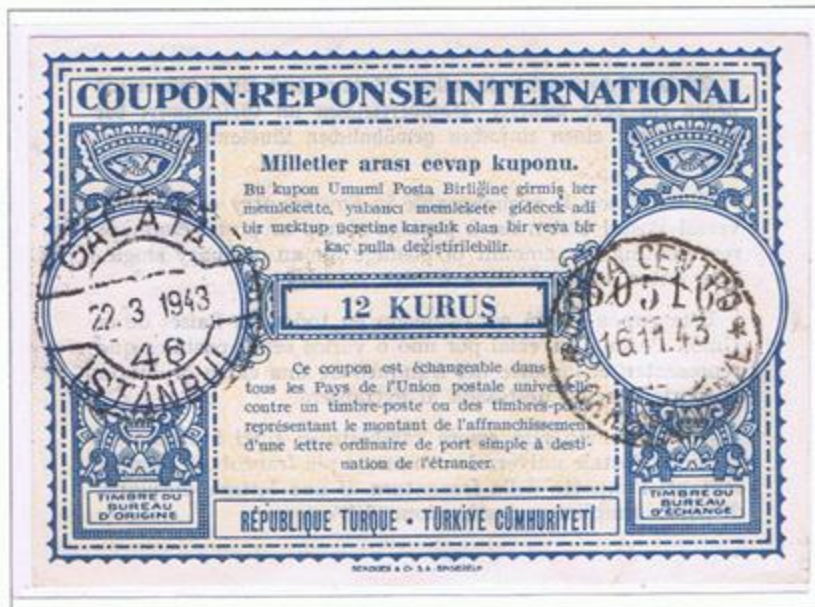 COUPON-REPONSE INTERNATIONAL
Milletler arası cevap kuponu.
Bu kupon Umumî Posta Birliğine girmiş her
memlekette, yabancı memlekete gidecek adî
bir mektup ücretine karşılık olan bir veya bir
kaç pulla değiştirilebilir.
GALATA
22.3 1943
46
İSTANBUL
12 KURUŞ
CENTRO
60516
16.11.43
Ce coupon est échangeable dans
tous les Pays de l'Union postale universelle
contre un timbre-poste ou des timbres-poste
représentant le montant de l'affranchissement
d'une lettre ordinaire de port simple à desti-
nation de l'étranger.
TIMBRE DU
BUREAU
D'ORIGINE
TIMBRE DU
BUREAU
D'ÉCHANGE
RÉPUBLIQUE TURQUE • TÜRKİYE CÜMHURİYETİ